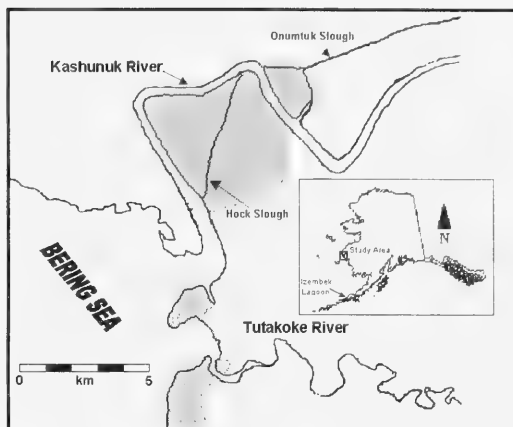 Onumtuk Slough
Kashunuk River
Hock Slough
N
Study Area
Izembek
Lagoon
BERING SEA
Tutakoke River
0 km 5